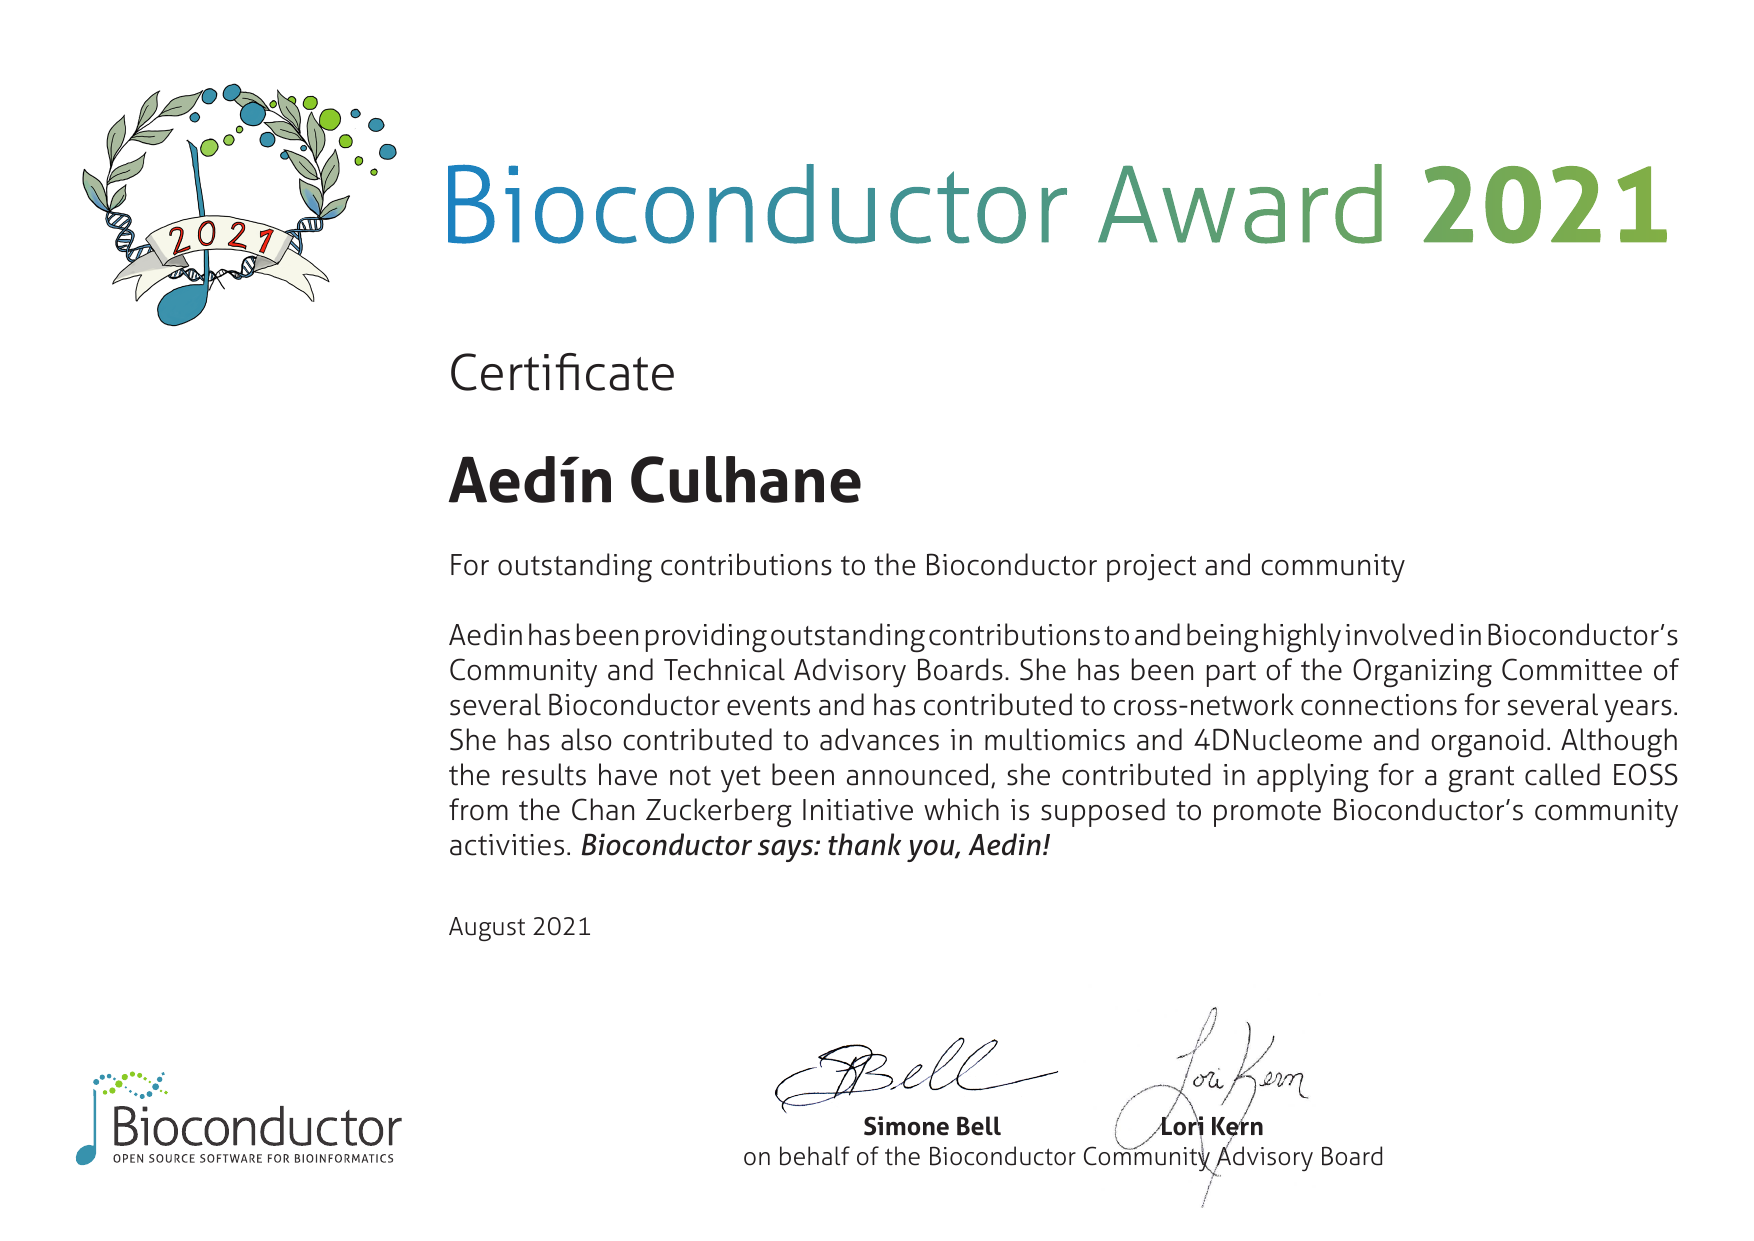 2021
Bioconductor Award 2021
Certificate
Aedín Culhane
For outstanding contributions to the Bioconductor project and community
Aedin has been providing outstanding contributions to and being highly involved in Bioconductor’s
Community and Technical Advisory Boards. She has been part of the Organizing Committee of
several Bioconductor events and has contributed to cross-network connections for several years.
She has also contributed to advances in multiomics and 4DNucleome and organoid. Although
the results have not yet been announced, she contributed in applying for a grant called EOSS
from the Chan Zuckerberg Initiative which is supposed to promote Bioconductor’s community
activities. Bioconductor says: thank you, Aedin!
August 2021
SBell
Lori Kern
Simone Bell
Lori Kern
on behalf of the Bioconductor Community Advisory Board
Bioconductor
OPEN SOURCE SOFTWARE FOR BIOINFORMATICS